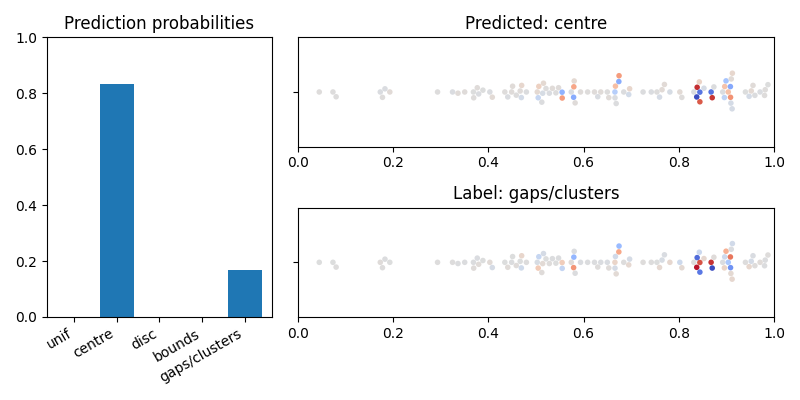 Prediction probabilities
1.0
0.8
0.6
0.4
0.2
0.0
unif
centre
disc
bounds
gaps/clusters
Predicted: centre
0.0 0.2 0.4 0.6 0.8 1.0
Label: gaps/clusters
0.0 0.2 0.4 0.6 0.8 1.0